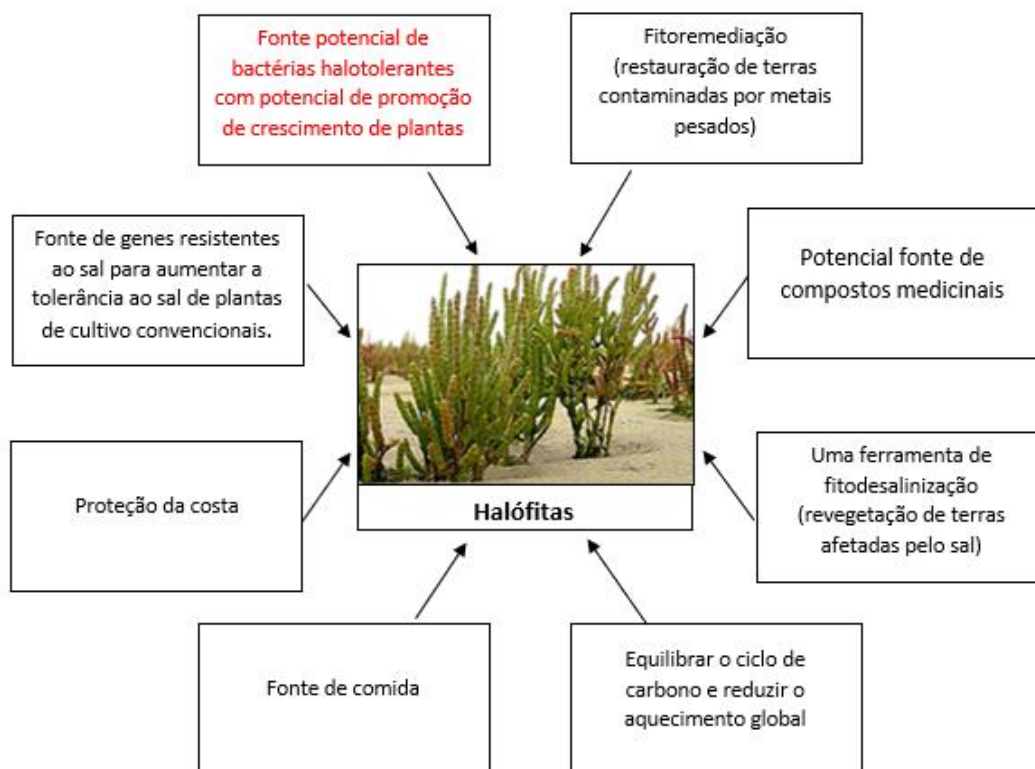 Fonte potencial de
bactérias halotolerantes
com potencial de promoção
de crescimento de plantas
Fitoremediação
(restauração de terras
contaminadas por metais
pesados)
Fonte de genes resistentes
ao sal para aumentar a
tolerância ao sal de plantas
de cultivo convencionais.
Potencial fonte de
compostos medicinais
Proteção da costa
Halófitas
Uma ferramenta de
fitodesalinização
(revegetação de terras
afetadas pelo sal)
Fonte de comida
Equilibrar o ciclo de
carbono e reduzir o
aquecimento global